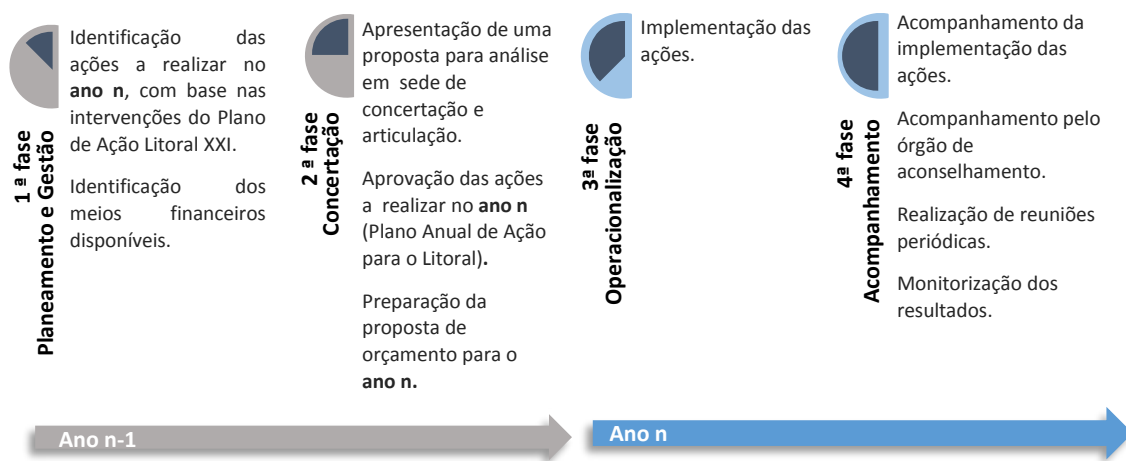 1 ª fase
Planeamento e Gestão
Identificação das
ações a realizar no
ano n, com base nas
intervenções do Plano
de Ação Litoral XXI.
Identificação dos
meios financeiros
disponíveis.
2 ª fase
Concertação
Apresentação de uma
proposta para análise
em sede de
concertação e
articulação.
Aprovação das ações
a realizar no ano n
(Plano Anual de Ação
para o Litoral).
Preparação da
proposta de
orçamento para o
ano n.
3ª fase
Operacionalização
Implementação das
ações.
4ª fase
Acompanhamento
Acompanhamento da
implementação das
ações.
Acompanhamento pelo
órgão de
aconselhamento.
Realização de reuniões
periódicas.
Monitorização dos
resultados.
Ano n-1
Ano n